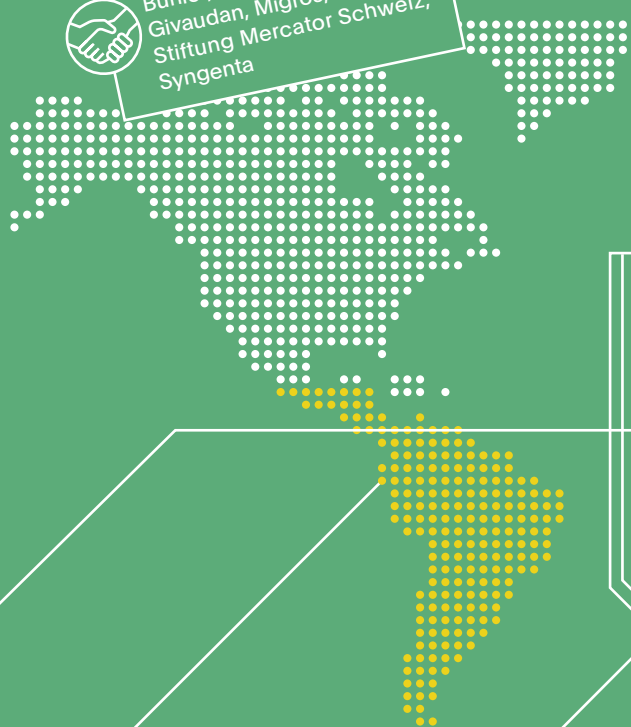 Givaudan, Migros,
Stiftung Mercator Schweiz,
Syngenta